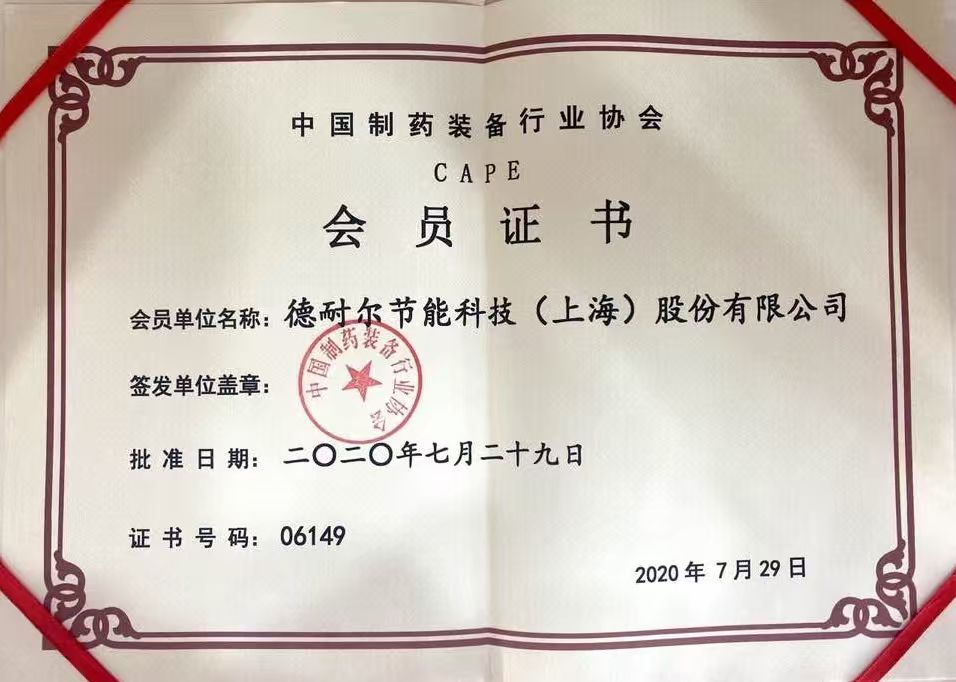 中国制药装备行业协会
CAPE
会员证书
会员单位名称：德耐尔节能科技（上海）股份有限公司
签发单位盖章：
中国制药装备行业协会
批准日期：二〇二〇年七月二十九日
证书号码：06149
2020年7月29日